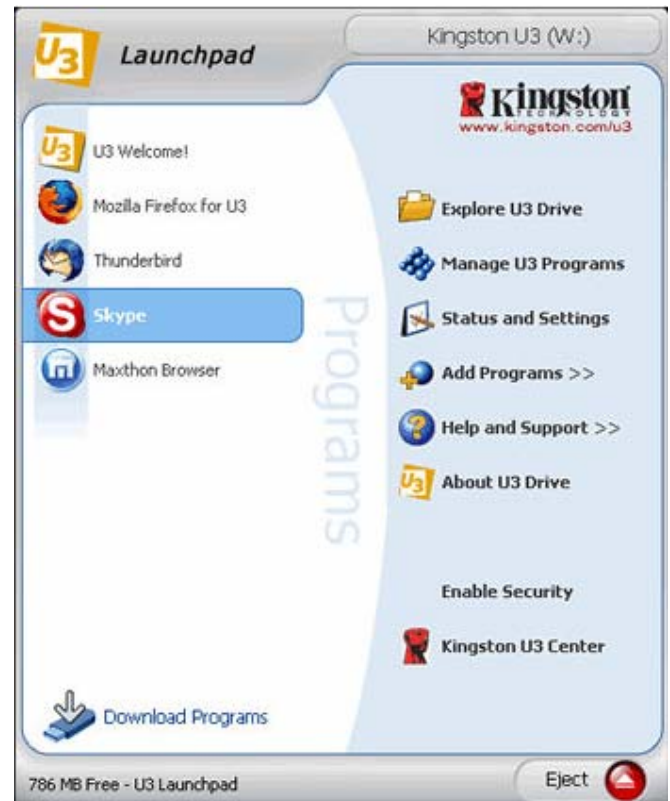 U3 Launchpad
Kingston U3 (W:)
Kingston
TECHNOLOGY
www.kingston.com/u3
U3 U3 Welcome!
Mozilla Firefox for U3
Thunderbird
S Skype
Maxthon Browser
Programs
Download Programs
Explore U3 Drive
Manage U3 Programs
Status and Settings
Add Programs >>
? Help and Support >>
U3 About U3 Drive
Enable Security
Kingston U3 Center
786 MB Free - U3 Launchpad
Eject